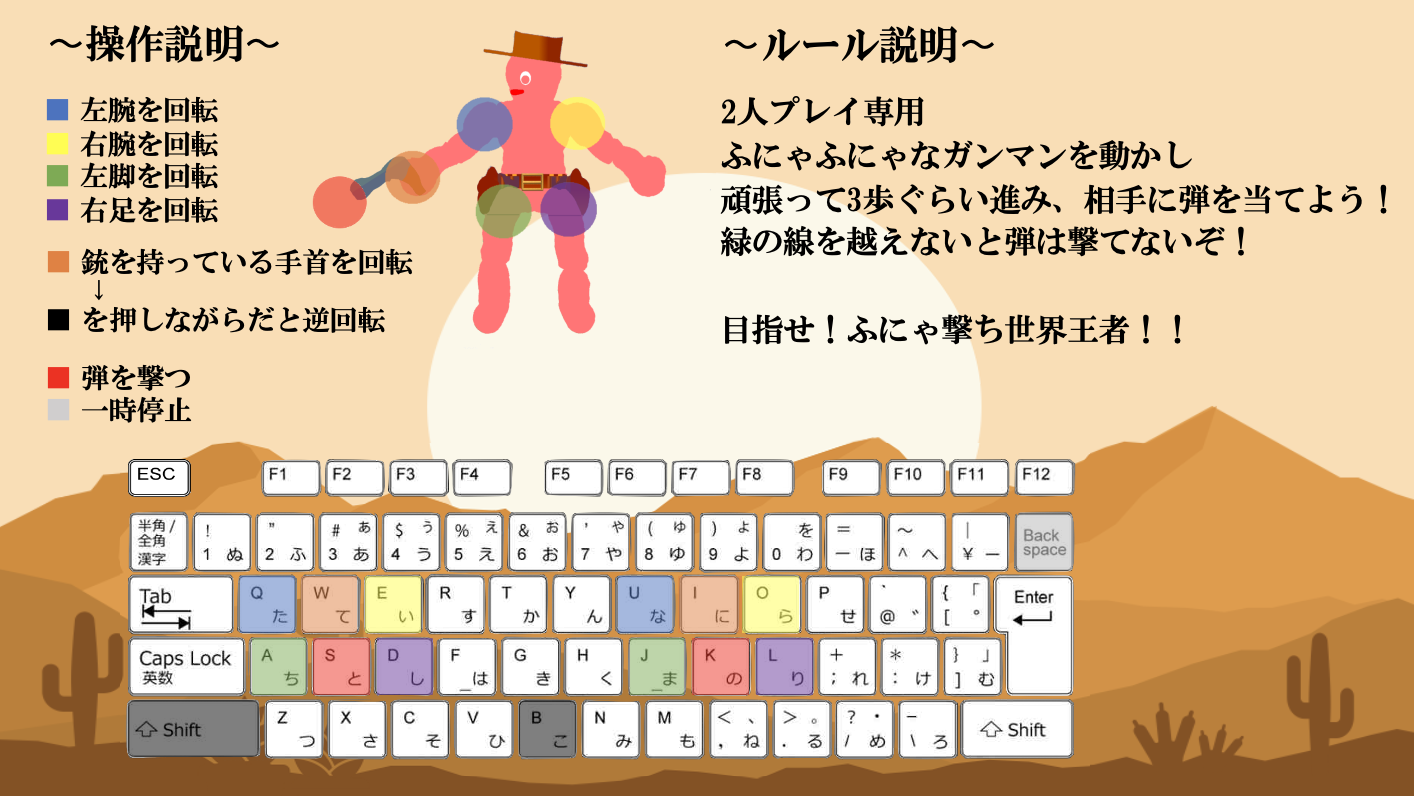 〜操作説明〜
左腕を回転
右腕を回転
左脚を回転
右足を回転
銃を持っている手首を回転
↓
を押しながらだと逆回転
弾を撃つ
一時停止
〜ルール説明〜
2人プレイ専用
ふにゃふにゃなガンマンを動かし
頑張って3歩ぐらい進み、相手に弾を当てよう！
緑の線を越えないと弾は撃てないぞ！
目指せ！ふにゃ撃ち世界王者！！
ESC F1 F2 F3 F4 F5 F6 F7 F8 F9 F10 F11 F12
半角/全角 漢字 ! 1 ぬ " 2 ふ # ぁ 3 あ $ ぅ 4 う % ぇ 5 え & ぉ 6 お ' ゃ 7 や ( ゅ 8 ゆ ) ょ 9 よ を 0 わ = ー ほ 〜 ^ へ | ¥ ー Back space
Tab Q た W て E い R す T か Y ん U な I に O ら P せ ` @ ゛ { 「 [ ゜ Enter
Caps Lock 英数 A ち S と D し F _ は G き H く J _ ま K の L り + ; れ * : け } 」 ] む
Shift Z つ X さ C そ V ひ B こ N み M も < 、 , ね > 。 . る ? ・ / め − \ ろ Shift